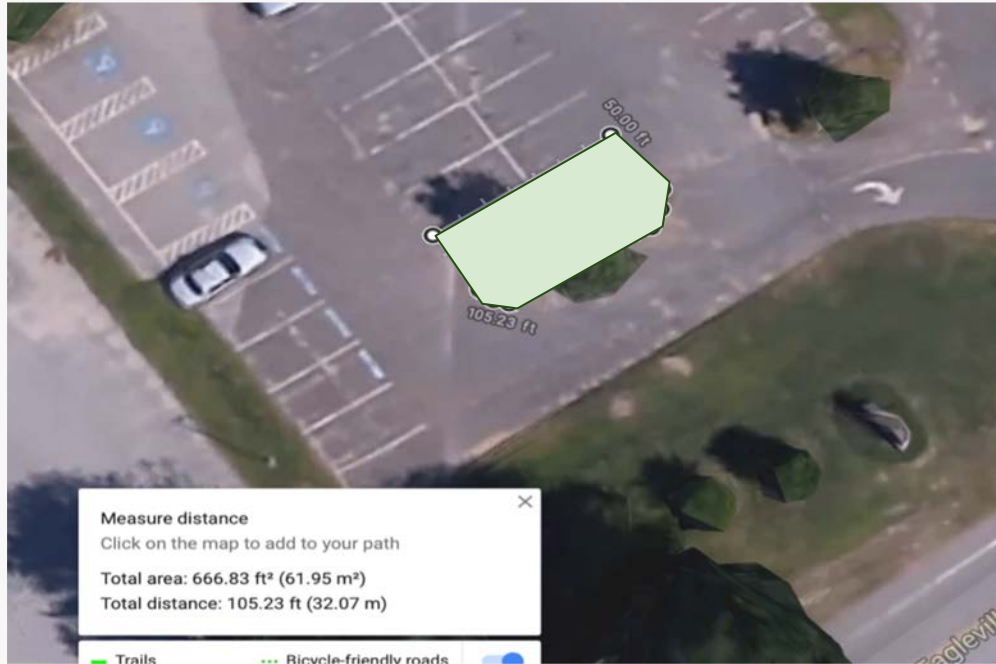 50.00 ft
105.23 ft
Measure distance
Click on the map to add to your path
Total area: 666.83 ft² (61.95 m²)
Total distance: 105.23 ft (32.07 m)
Trails
Bicycle-friendly roads